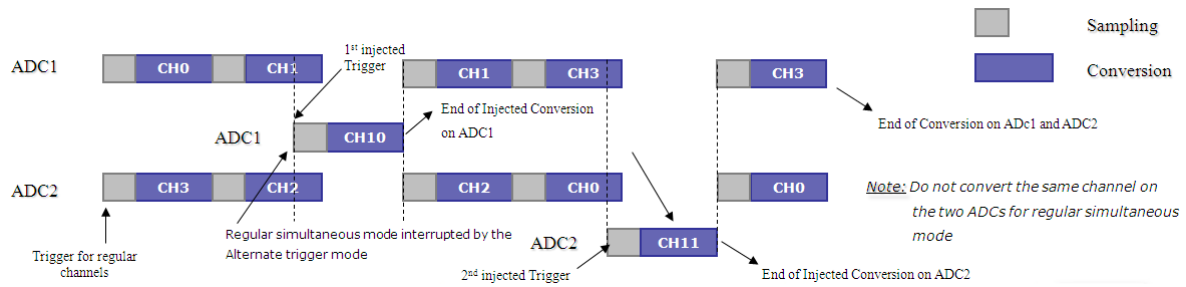 Sampling
1st injected
Trigger
ADC1
CH0
CH1
CH1
CH3
CH3
Conversion
End of Injected Conversion
on ADC1
End of Conversion on ADc1 and ADC2
ADC1
CH10
ADC2
CH3
CH2
CH2
CH0
CH0
Note: Do not convert the same channel on
the two ADCs for regular simultaneous
mode
Regular simultaneous mode interrupted by the
Alternate trigger mode
ADC2
CH11
Trigger for regular
channels
2nd injected Trigger
End of Injected Conversion on ADC2